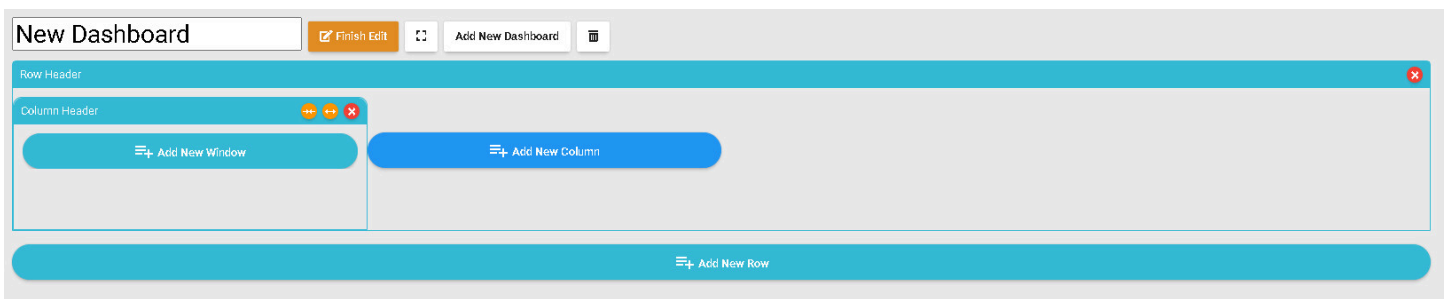 New Dashboard
Finish Edit
Add New Dashboard
Row Header
Column Header
Add New Window
Add New Column
Add New Row